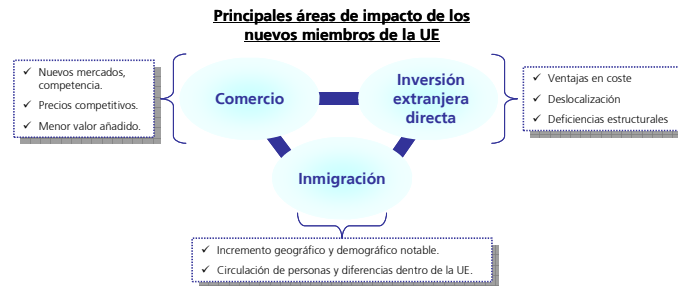 Principales áreas de impacto de los
nuevos miembros de la UE
✓ Nuevos mercados,
competencia.
✓ Precios competitivos.
✓ Menor valor añadido.
Comercio
Inversión
extranjera
directa
✓ Ventajas en coste
✓ Deslocalización
✓ Deficiencias estructurales
Inmigración
✓ Incremento geográfico y demográfico notable.
✓ Circulación de personas y diferencias dentro de la UE.